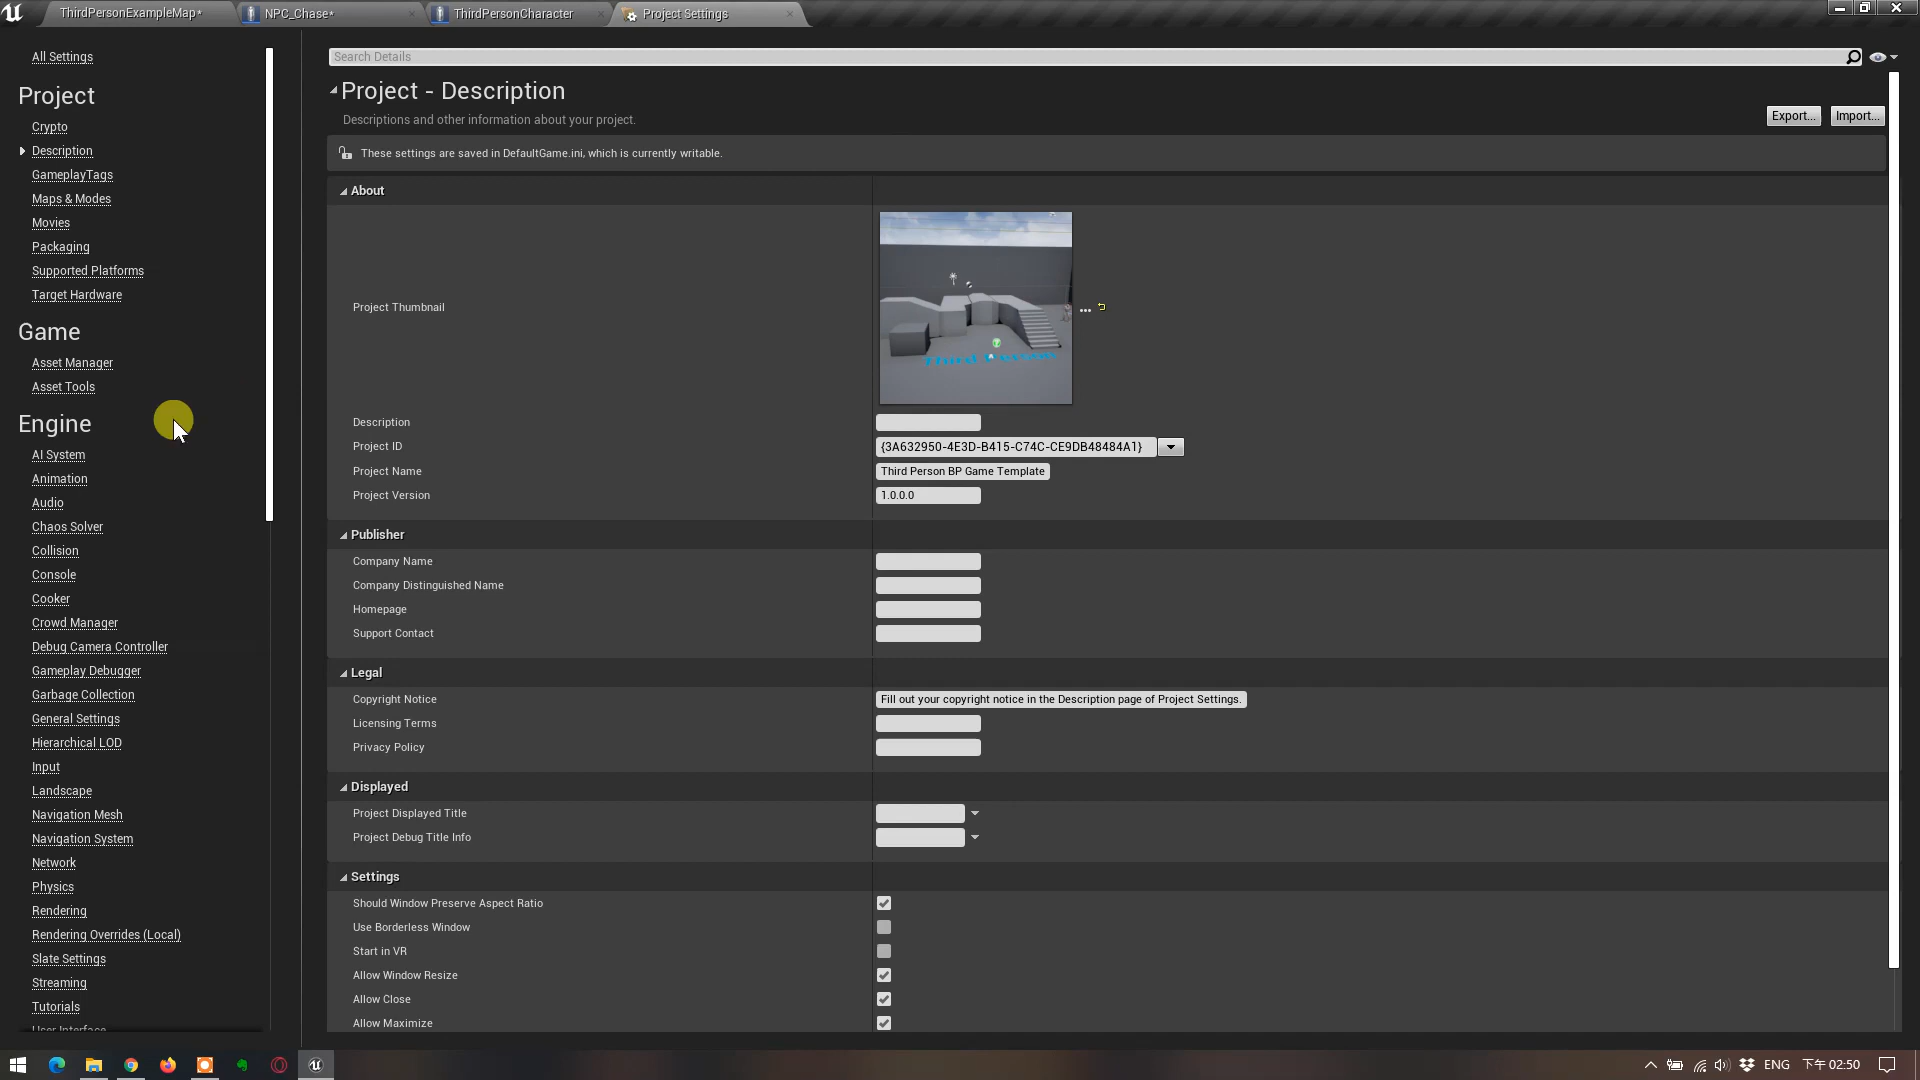 ThirdPersonExampleMap*
NPC_Chase*
ThirdPersonCharacter
Project Settings
All Settings
Project
Crypto
Description
GameplayTags
Maps & Modes
Movies
Packaging
Supported Platforms
Target Hardware
Game
Asset Manager
Asset Tools
Engine
AI System
Animation
Audio
Chaos Solver
Collision
Console
Cooker
Crowd Manager
Debug Camera Controller
Gameplay Debugger
Garbage Collection
General Settings
Hierarchical LOD
Input
Landscape
Navigation Mesh
Navigation System
Network
Physics
Rendering
Rendering Overrides (Local)
Slate Settings
Streaming
Tutorials
User Interface
Search Details
Project - Description
Descriptions and other information about your project.
Export...
Import...
These settings are saved in DefaultGame.ini, which is currently writable.
About
Project Thumbnail
Third Person
Description
Project ID
{3A632950-4E3D-B415-C74C-CE9DB48484A1}
Project Name
Third Person BP Game Template
Project Version
1.0.0.0
Publisher
Company Name
Company Distinguished Name
Homepage
Support Contact
Legal
Copyright Notice
Fill out your copyright notice in the Description page of Project Settings.
Licensing Terms
Privacy Policy
Displayed
Project Displayed Title
Project Debug Title Info
Settings
Should Window Preserve Aspect Ratio
Use Borderless Window
Start in VR
Allow Window Resize
Allow Close
Allow Maximize
ENG
下午 02:50